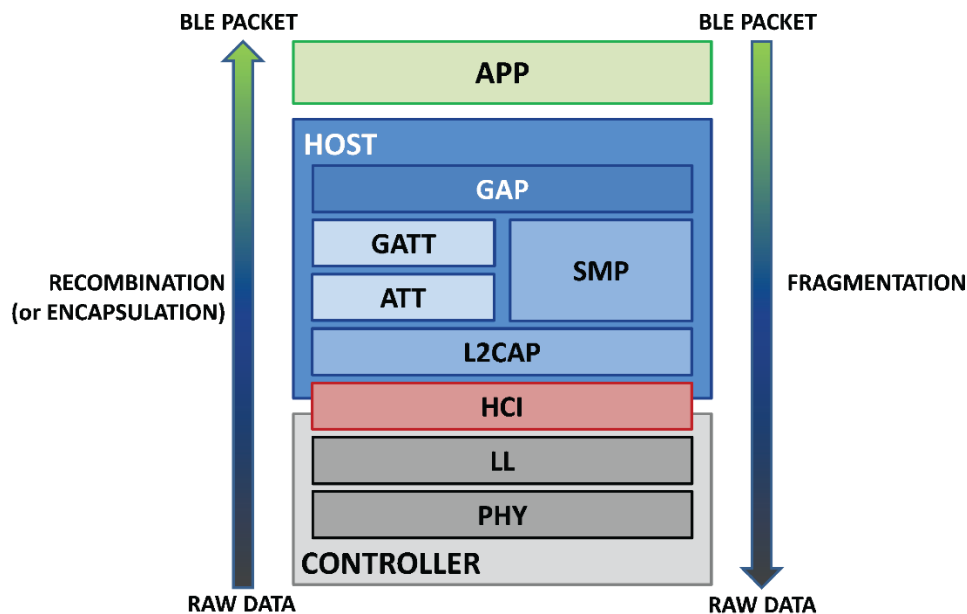 BLE PACKET
BLE PACKET
APP
HOST
GAP
GATT
SMP
ATT
RECOMBINATION
(or ENCAPSULATION)
FRAGMENTATION
L2CAP
HCI
LL
PHY
CONTROLLER
RAW DATA
RAW DATA